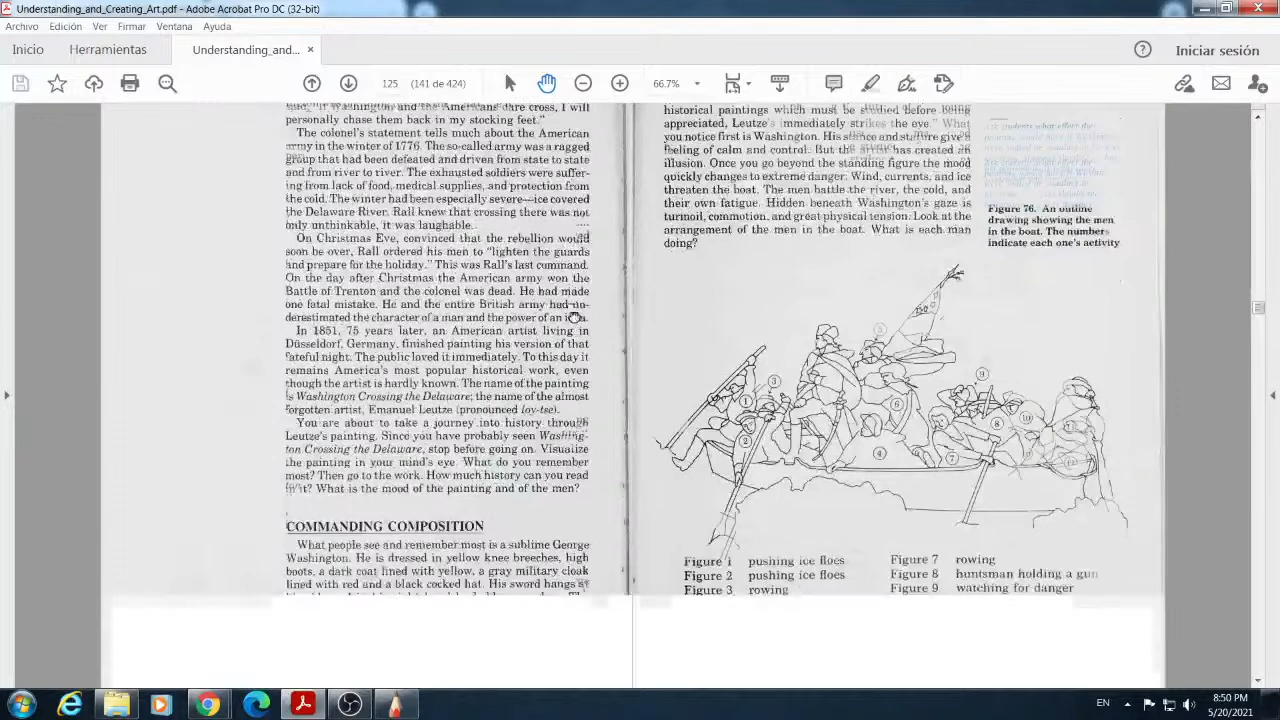 Understanding_and_Creating_Art.pdf - Adobe Acrobat Pro DC (32-bit)
Archivo Edición Ver Firmar Ventana Ayuda
Inicio Herramientas Understanding_and... × Iniciar sesión
125 (141 de 424) 66.7%
Washington and the Americans dare cross, I will
personally chase them back in my stocking feet."
The colonel's statement tells much about the American
army in the winter of 1776. The so-called army was a ragged
group that had been defeated and driven from state to state
and from river to river. The exhausted soldiers were suffer-
ing from lack of food, medical supplies, and protection from
the cold. The winter had been especially severe—ice covered
the Delaware River. Rall knew that crossing there was not
only unthinkable, it was laughable.
On Christmas Eve, convinced that the rebellion would
soon be over, Rall ordered his men to "lighten the guards
and prepare for the holiday." This was Rall's last command.
On the day after Christmas the American army won the
Battle of Trenton and the colonel was dead. He had made
one fatal mistake. He and the entire British army had un-
derestimated the character of a man and the power of an
In 1851, 75 years later, an American artist living in
Düsseldorf, Germany, finished painting his version of that
fateful night. The public loved it immediately. To this day it
remains America's most popular historical work, even
though the artist is hardly known. The name of the painting
is Washington Crossing the Delaware; the name of the almost
forgotten artist, Emanuel Leutze (pronounced loy-tse).
You are about to take a journey into history through
Leutze's painting. Since you have probably seen Washing-
ton Crossing the Delaware, stop before going on. Visualize
the painting in your mind's eye. What do you remember
most? Then go to the work. How much history can you read
it? What is the mood of the painting and of the men?
COMMANDING COMPOSITION
What people see and remember most is a sublime George
Washington. He is dressed in yellow knee breeches, high
boots, a dark coat lined with yellow, a gray military cloak
lined with red and a black cocked hat. His sword hangs at
historical paintings which must be studied before being
appreciated, Leutze's immediately strikes the eye." What
you notice first is Washington. His stance and stature give a
feeling of calm and control. But the artist has created an
illusion. Once you go beyond the standing figure the mood
quickly changes to extreme danger. Wind, currents, and ice
threaten the boat. The men battle the river, the cold, and
their own fatigue. Hidden beneath Washington's gaze is
turmoil, commotion, and great physical tension. Look at the
arrangement of the men in the boat. What is each man
doing?
Figure 76. An outline
drawing showing the men
in the boat. The numbers
indicate each one's activity
5
3
9
1
6
10
8
2
4
7
Figure 1 pushing ice floes
Figure 2 pushing ice floes
Figure 3 rowing
Figure 7 rowing
Figure 8 huntsman holding a gun
Figure 9 watching for danger
EN 8:50 PM
5/20/2021